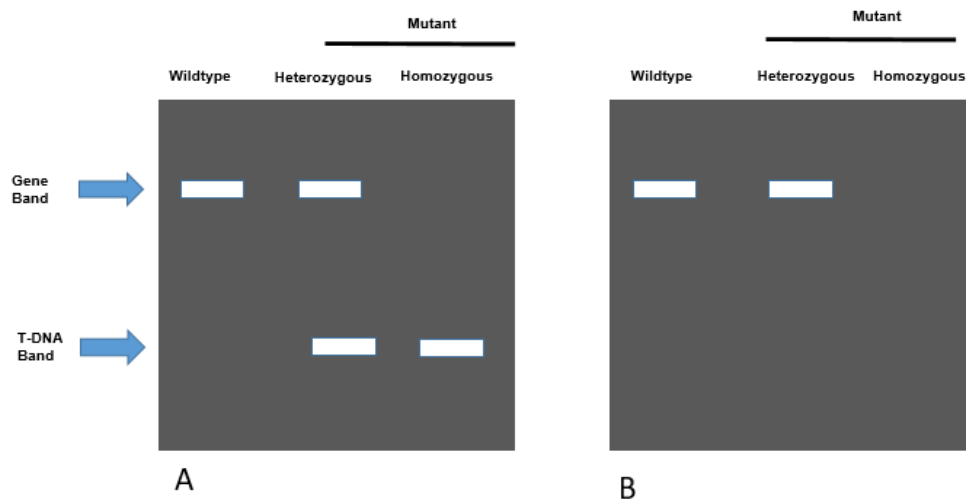 Mutant
Wildtype Heterozygous Homozygous
Mutant
Wildtype Heterozygous Homozygous
Gene
Band
T-DNA
Band
A
B